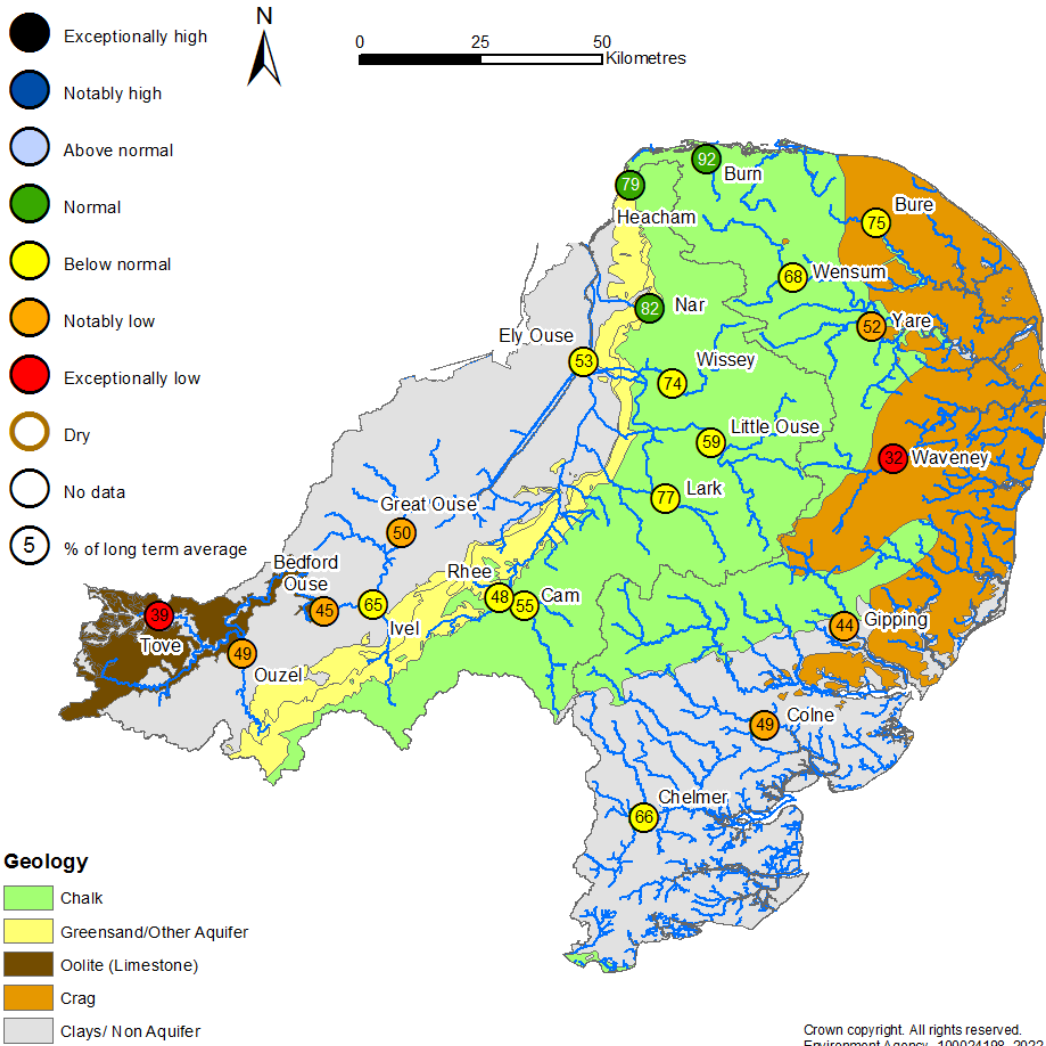 Exceptionally high
Notably high
Above normal
Normal
Below normal
Notably low
Exceptionally low
Dry
No data
5 % of long term average
N
0 25 50
Kilometres
92
Burn
79
Heacham
75
Bure
68
Wensum
82
Nar
52
Yare
Ely Ouse
53
Wissey
74
Little Ouse
59
32
Waveney
Lark
77
Great Ouse
50
Bedford
Ouse
45
65
Ivel
Rhee
48
55
Cam
39
Tove
49
Ouzel
44
Gipping
49
Colne
Chelmer
66
Geology
Chalk
Greensand/Other Aquifer
Oolite (Limestone)
Crag
Clays/ Non Aquifer
Crown copyright. All rights reserved.
Environment Agency, 100024198, 2022